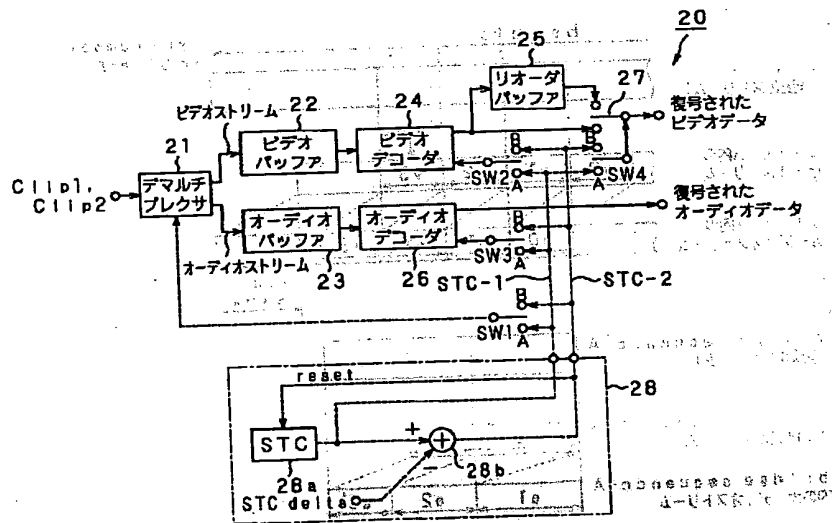 20
25
リオーダ
バッファ
27
復号された
ビデオデータ
ビデオストリーム
22
24
21
ビデオ
バッファ
ビデオ
デコーダ
B
B
SW2
A
A
SW4
Clip1,
Clip2
デマルチ
プレクサ
復号された
オーディオデータ
オーディオ
バッファ
オーディオ
デコーダ
B
SW3
A
オーディオストリーム
23
26
STC-1
STC-2
B
SW1
A
reset
28
STC
+
+
28a
−
28b
STC delta